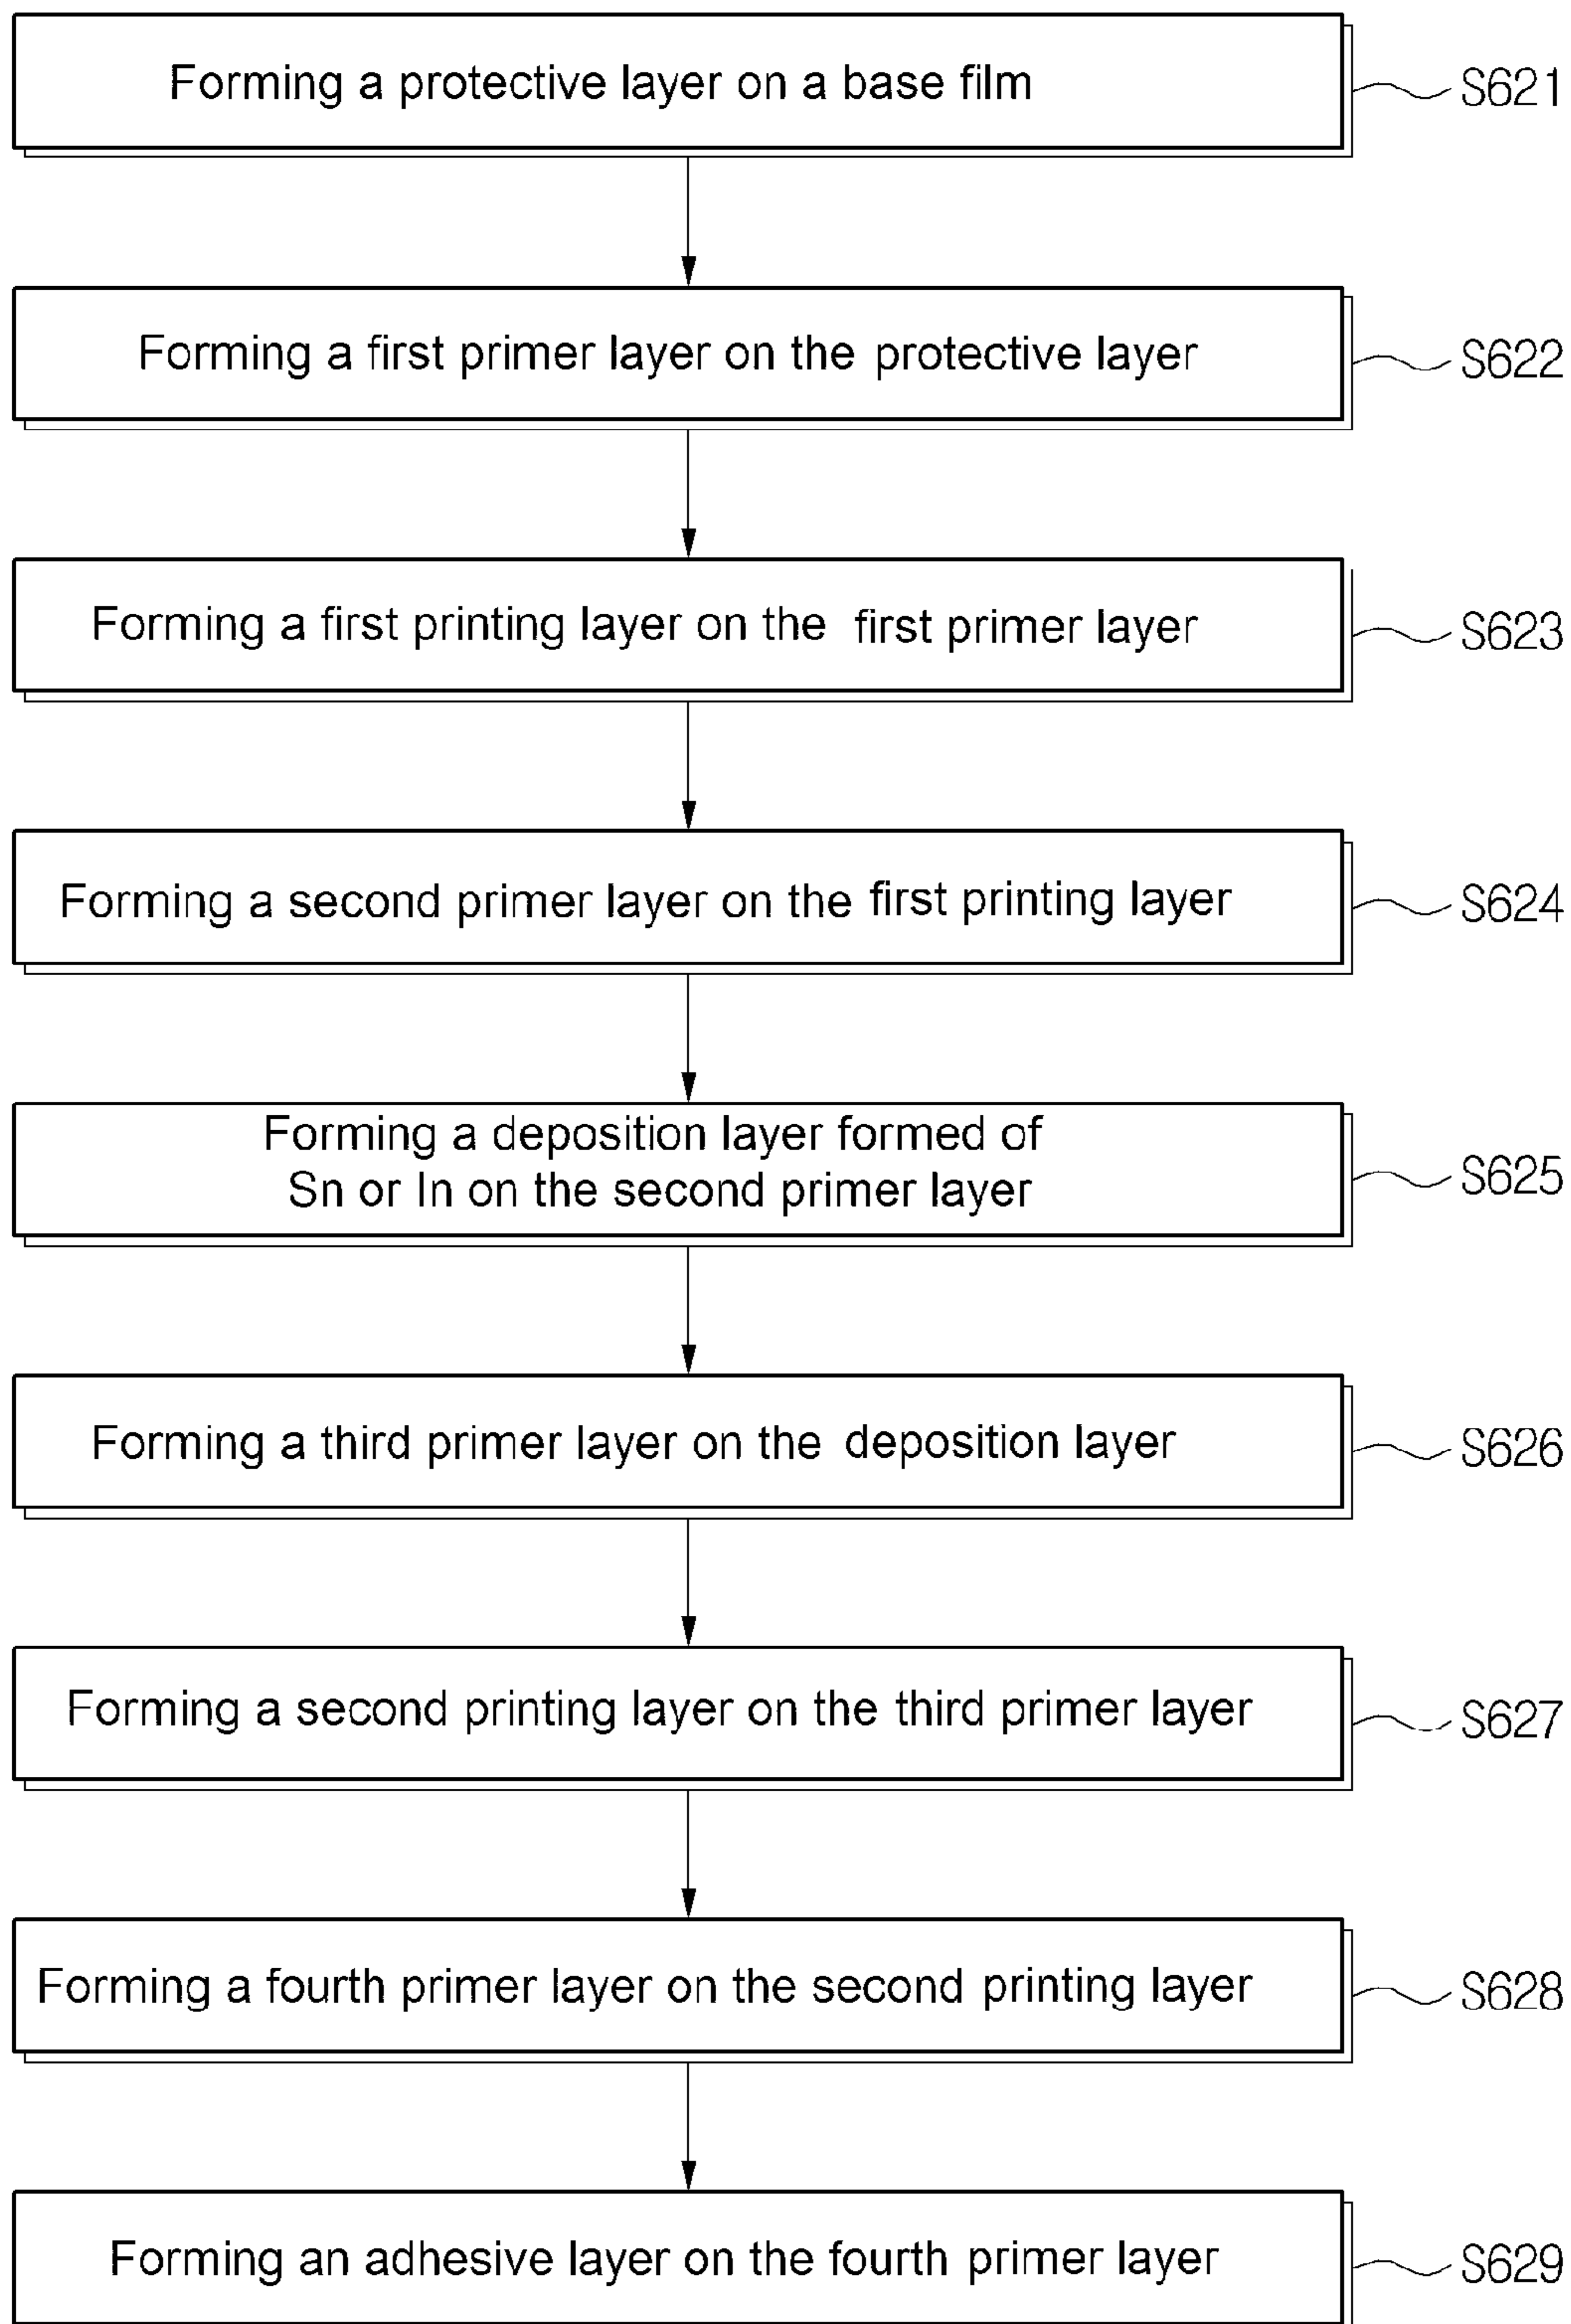 Forming a protective layer on a base film
S621
Forming a first primer layer on the protective layer
S622
Forming a first printing layer on the first primer layer
S623
Forming a second primer layer on the first printing layer
S624
Forming a deposition layer formed of
Sn or In on the second primer layer
S625
Forming a third primer layer on the deposition layer
S626
Forming a second printing layer on the third primer layer
S627
Forming a fourth primer layer on the second printing layer
S628
Forming an adhesive layer on the fourth primer layer
S629